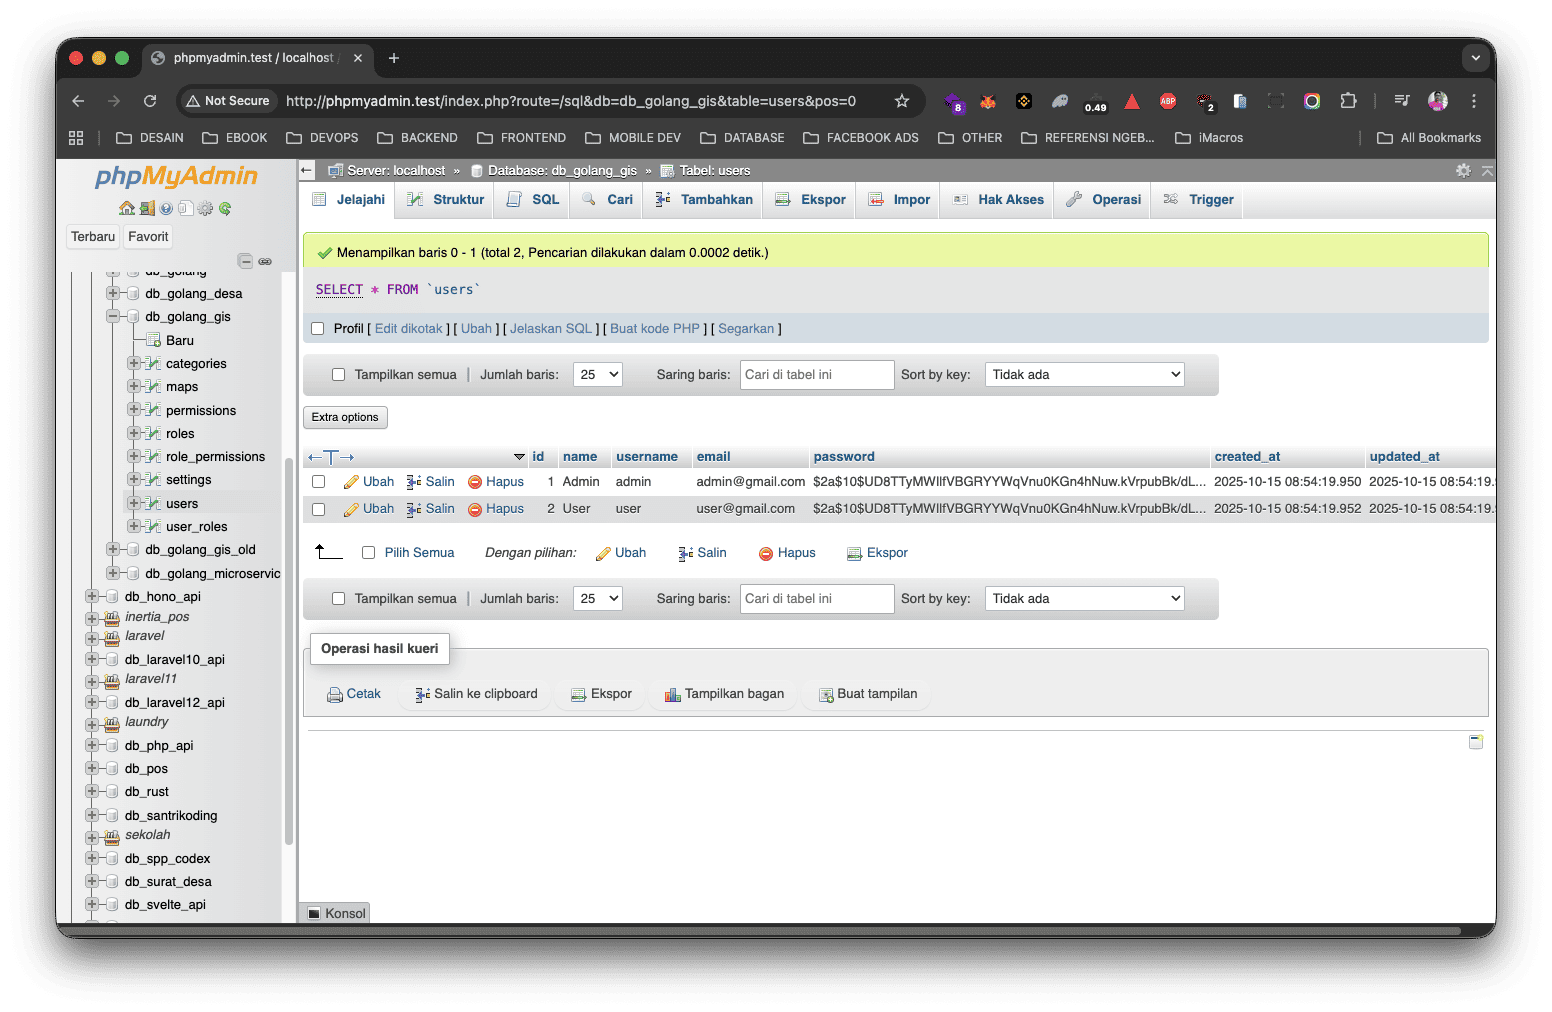 phpmyadmin.test / localhost /
Not Secure
http://phpmyadmin.test/index.php?route=/sql&db=db_golang_gis&table=users&pos=0
8
0.49
ABP
2
DESAIN
EBOOK
DEVOPS
BACKEND
FRONTEND
MOBILE DEV
DATABASE
FACEBOOK ADS
OTHER
REFERENSI NGEB...
iMacros
All Bookmarks
phpMyAdmin
Terbaru
Favorit
db_golang
db_golang_desa
db_golang_gis
Baru
categories
maps
permissions
roles
role_permissions
settings
users
user_roles
db_golang_gis_old
db_golang_microservic
db_hono_api
inertia_pos
laravel
db_laravel10_api
laravel11
db_laravel12_api
laundry
db_php_api
db_pos
db_rust
db_santrikoding
sekolah
db_spp_codex
db_surat_desa
db_svelte_api
Server: localhost » Database: db_golang_gis » Tabel: users
Jelajahi
Struktur
SQL
Cari
Tambahkan
Ekspor
Impor
Hak Akses
Operasi
Trigger
Menampilkan baris 0 - 1 (total 2, Pencarian dilakukan dalam 0.0002 detik.)
SELECT * FROM `users`
Profil [ Edit dikotak ] [ Ubah ] [ Jelaskan SQL ] [ Buat kode PHP ] [ Segarkan ]
Tampilkan semua | Jumlah baris: 25 Saring baris: Cari di tabel ini Sort by key: Tidak ada
Extra options
id name username email password created_at updated_at
Ubah Salin Hapus 1 Admin admin admin@gmail.com $2a$10$UD8TTyMWIlfVBGRYYWqVnu0KGn4hNuw.kVrpubBk/dL... 2025-10-15 08:54:19.950 2025-10-15 08:54:19.
Ubah Salin Hapus 2 User user user@gmail.com $2a$10$UD8TTyMWIlfVBGRYYWqVnu0KGn4hNuw.kVrpubBk/dL... 2025-10-15 08:54:19.952 2025-10-15 08:54:19.
Pilih Semua Dengan pilihan: Ubah Salin Hapus Ekspor
Tampilkan semua | Jumlah baris: 25 Saring baris: Cari di tabel ini Sort by key: Tidak ada
Operasi hasil kueri
Cetak
Salin ke clipboard
Ekspor
Tampilkan bagan
Buat tampilan
Konsol